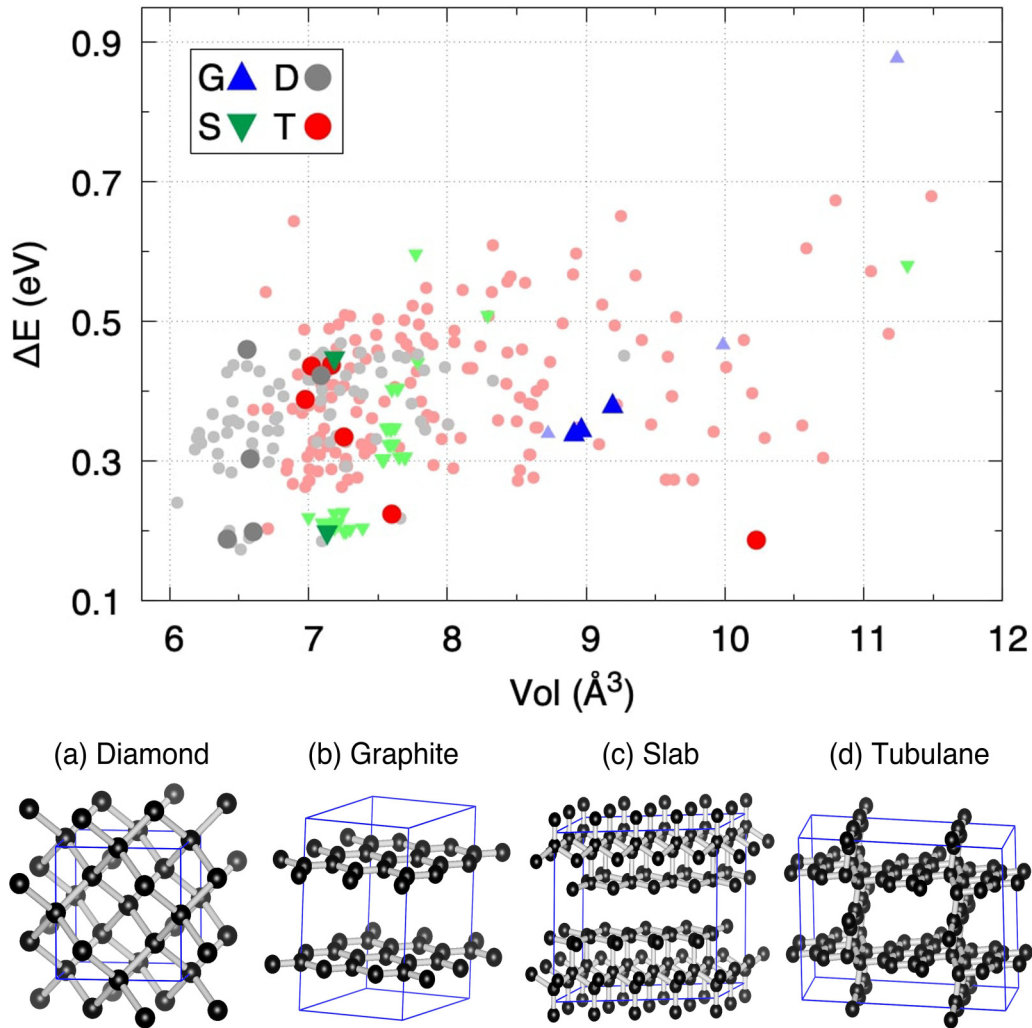 0.9
0.7
0.5
0.3
0.1
ΔE (eV)
G D
S T
6 7 8 9 10 11 12
Vol (Å³)
(a) Diamond (b) Graphite (c) Slab (d) Tubulane